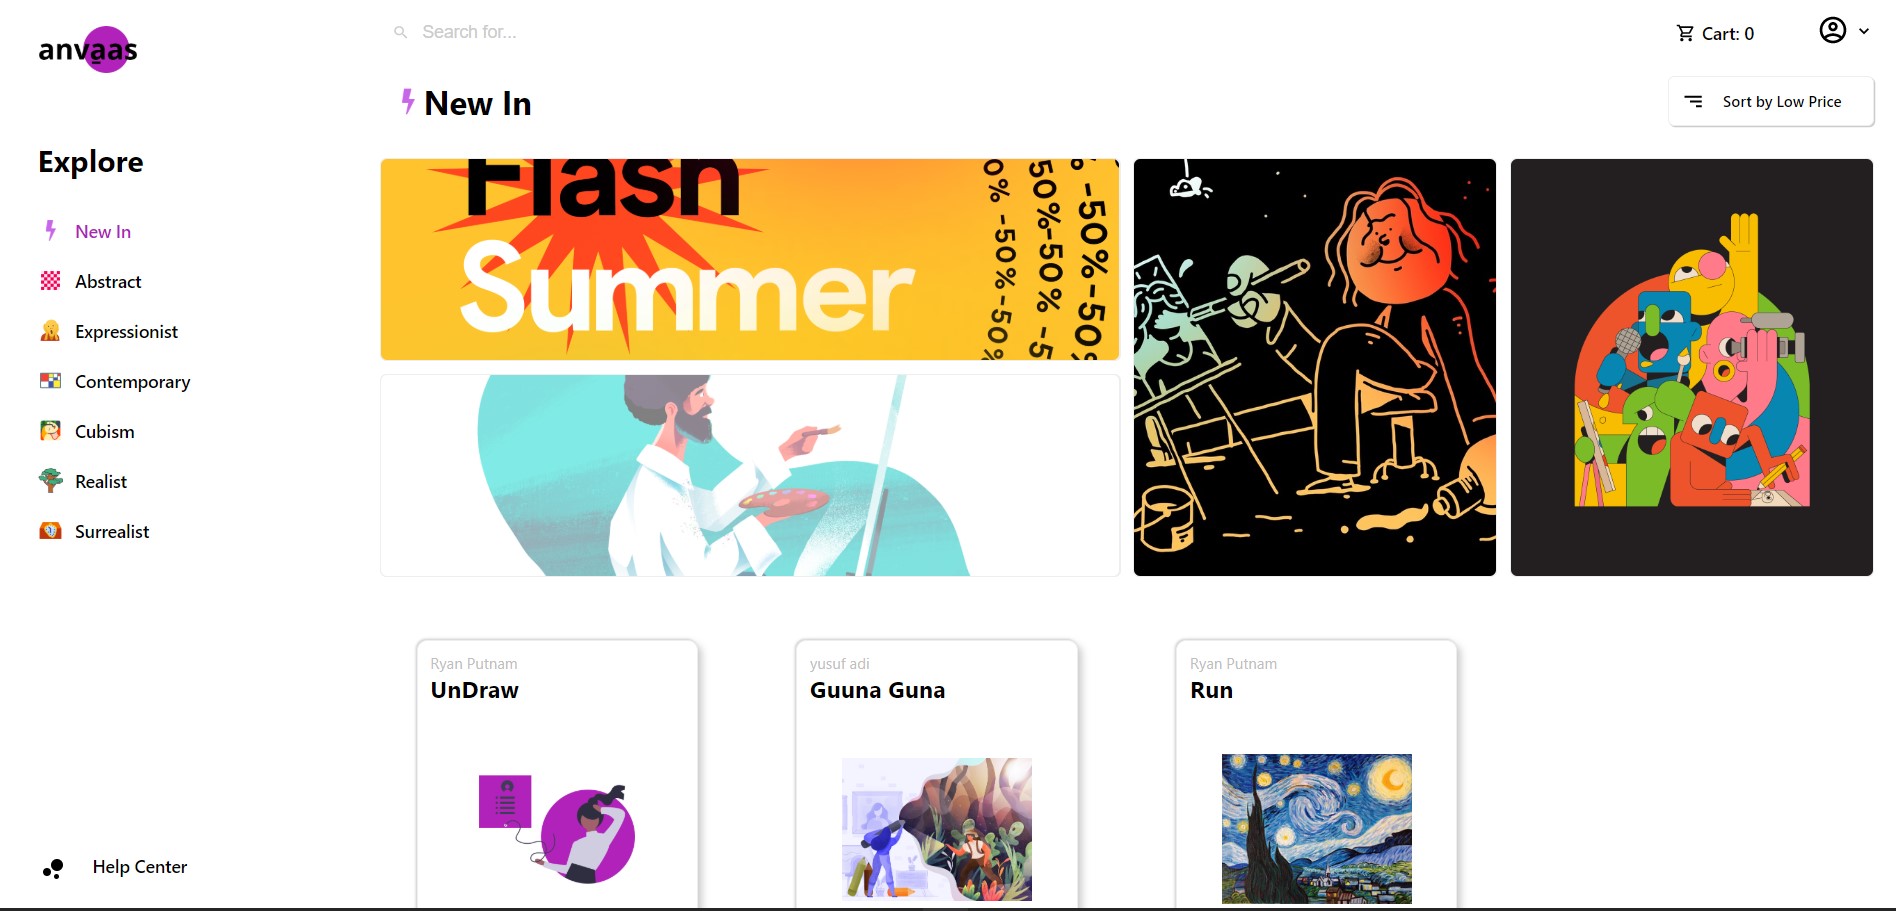 anvaas
Search for...
Cart: 0
New In
Sort by Low Price
Explore
New In
Abstract
Expressionist
Contemporary
Cubism
Realist
Surrealist
Help Center
Flash
Summer
0% -50% -50%
50%-50% -5
% -50%-50%
Ryan Putnam
UnDraw
yusuf adi
Guuna Guna
Ryan Putnam
Run